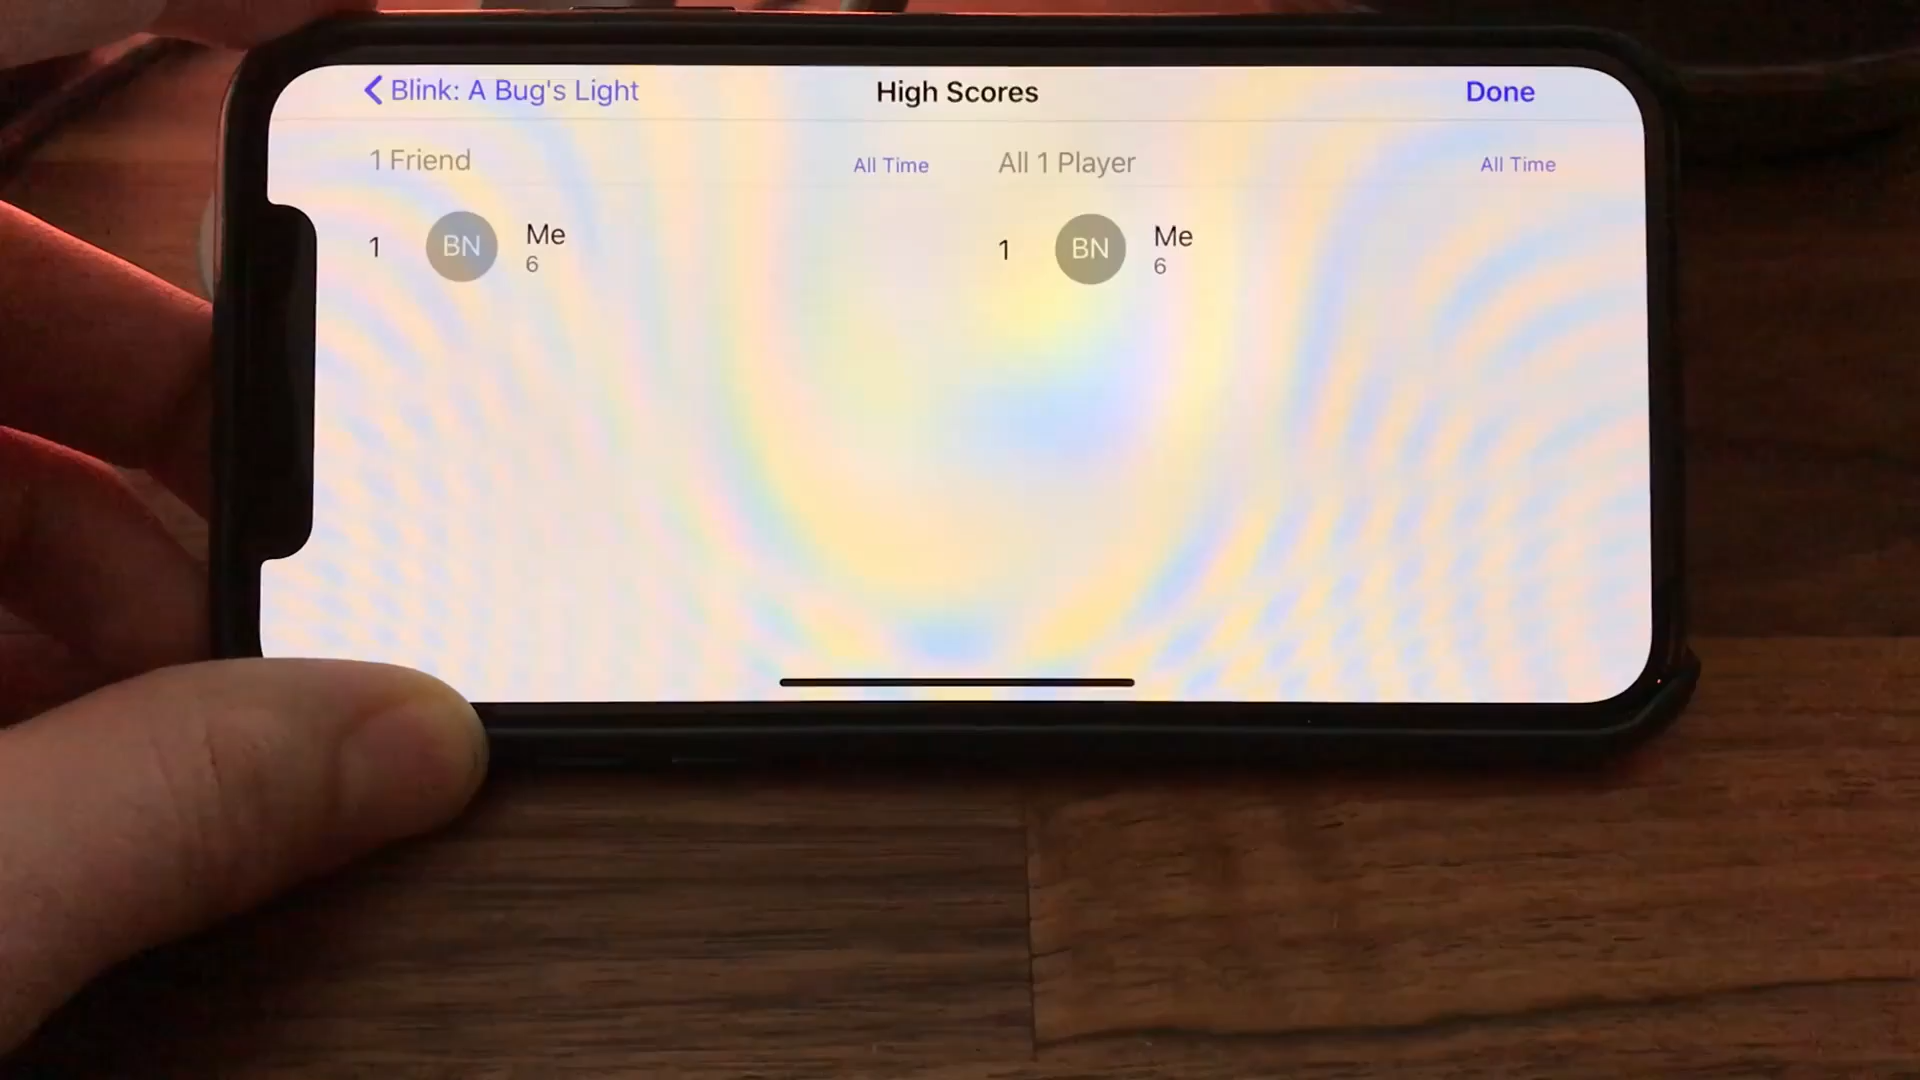 Blink: A Bug's Light
High Scores
Done
1 Friend
All Time
All 1 Player
All Time
1
BN
Me
6
1
BN
Me
6